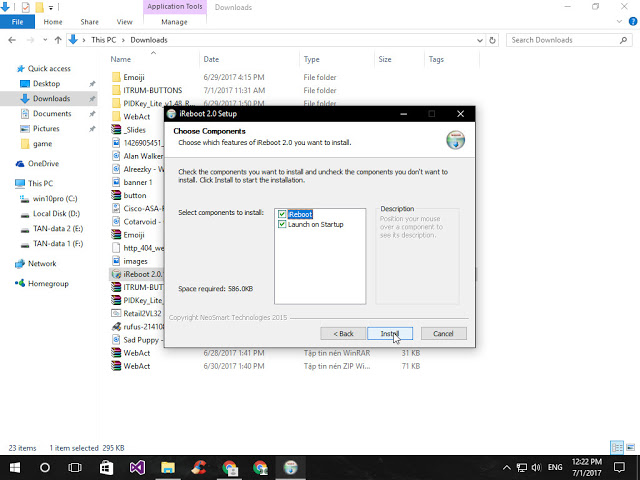 Application Tools
Downloads
File
Home
Share
View
Manage
This PC
Downloads
Search Downloads
Name
Date
Type
Size
Tags
Quick access
Desktop
Downloads
Documents
Pictures
game
OneDrive
This PC
win10pro (C:)
Local Disk (D:)
TAN-data 2 (E:)
TAN-data 1 (F:)
Network
Homegroup
Emoiji 6/29/2017 4:15 PM File folder
ITRUM-BUTTONS 7/1/2017 11:31 AM File folder
PIDKey_Lite_v1.48_R... 6/29/2017 1:50 PM File folder
WebAct
_Slides
1426905451_
Alan Walker
Alreezky - Wa
banner 1
button
Cisco-ASA-
Cotarvoid -
Emoiji
http_404_we
images
iReboot 2.0.
ITRUM-BUTT
PIDKey_Lite_
Retail2VL32
rufus-214108
Sad Puppy -
WebAct 6/28/2017 1:41 PM Tập tin nén WinRAR 31 KB
WebAct 6/30/2017 1:40 PM Tập tin nén ZIP Wi... 71 KB
iReboot 2.0 Setup
Choose Components
Choose which features of iReboot 2.0 you want to install.
Check the components you want to install and uncheck the components you don't want to
install. Click Install to start the installation.
Select components to install:
iReboot
Launch on Startup
Description
Position your mouse
over a component to
see its description.
Space required: 586.0KB
Copyright NeoSmart Technologies 2015
< Back
Install
Cancel
23 items
1 item selected 295 KB
ENG
12:22 PM
7/1/2017